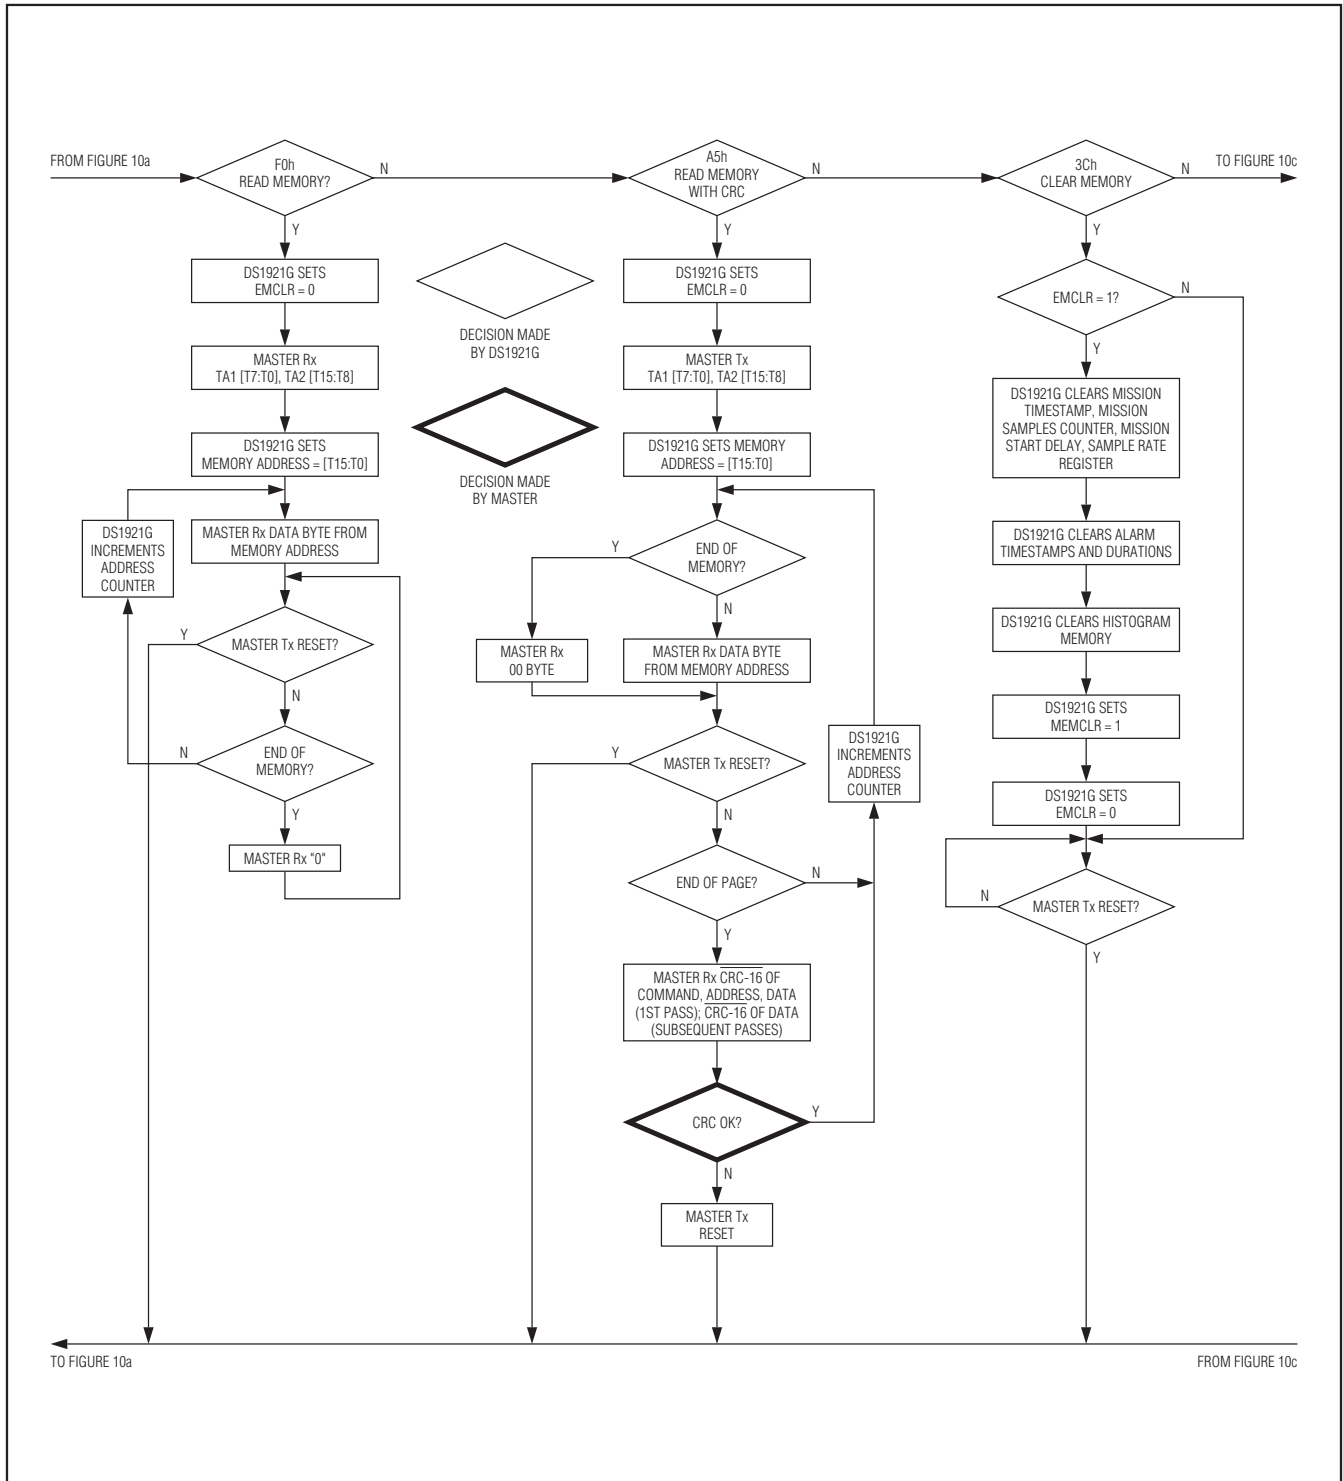 FROM FIGURE 10a
F0h
READ MEMORY?
N
Y
DS1921G SETS
EMCLR = 0
MASTER Rx
TA1 [T7:T0], TA2 [T15:T8]
DS1921G SETS
MEMORY ADDRESS = [T15:T0]
DS1921G
INCREMENTS
ADDRESS
COUNTER
MASTER Rx DATA BYTE FROM
MEMORY ADDRESS
Y
MASTER Tx RESET?
N
N
END OF
MEMORY?
Y
MASTER Rx "0"
DECISION MADE
BY DS1921G
DECISION MADE
BY MASTER
A5h
READ MEMORY
WITH CRC
N
Y
DS1921G SETS
EMCLR = 0
MASTER Tx
TA1 [T7:T0], TA2 [T15:T8]
DS1921G SETS MEMORY
ADDRESS = [T15:T0]
Y
END OF
MEMORY?
N
MASTER Rx
00 BYTE
MASTER Rx DATA BYTE
FROM MEMORY ADDRESS
Y
MASTER Tx RESET?
N
DS1921G
INCREMENTS
ADDRESS
COUNTER
END OF PAGE?
N
Y
MASTER Rx CRC-16 OF
COMMAND, ADDRESS, DATA
(1ST PASS); CRC-16 OF DATA
(SUBSEQUENT PASSES)
CRC OK?
Y
N
MASTER Tx
RESET
3Ch
CLEAR MEMORY
N
TO FIGURE 10c
Y
EMCLR = 1?
N
Y
DS1921G CLEARS MISSION
TIMESTAMP, MISSION
SAMPLES COUNTER, MISSION
START DELAY, SAMPLE RATE
REGISTER
DS1921G CLEARS ALARM
TIMESTAMPS AND DURATIONS
DS1921G CLEARS HISTOGRAM
MEMORY
DS1921G SETS
MEMCLR = 1
DS1921G SETS
EMCLR = 0
N
MASTER Tx RESET?
Y
TO FIGURE 10a
FROM FIGURE 10c